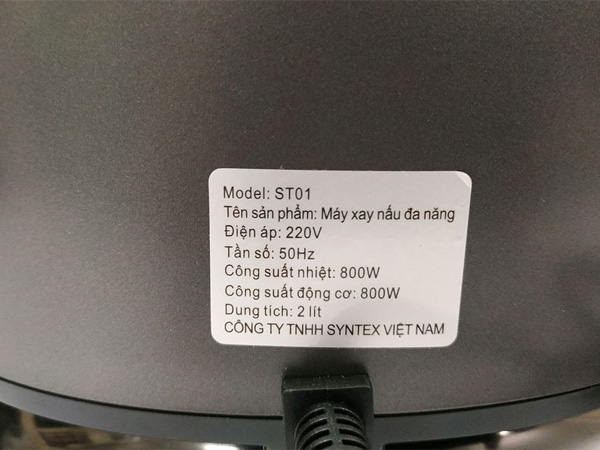 Model: ST01
Tên sản phẩm: Máy xay nấu đa năng
Điện áp: 220V
Tần số: 50Hz
Công suất nhiệt: 800W
Công suất động cơ: 800W
Dung tích: 2 lít
CÔNG TY TNHH SYNTEX VIỆT NAM